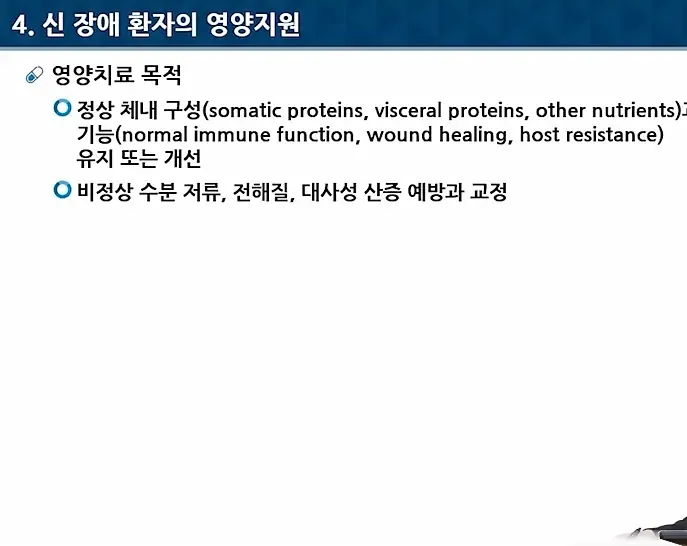 4. 신 장애 환자의 영양지원
영양치료 목적
정상 체내 구성(somatic proteins, visceral proteins, other nutrients)과
기능(normal immune function, wound healing, host resistance)
유지 또는 개선
비정상 수분 저류, 전해질, 대사성 산증 예방과 교정